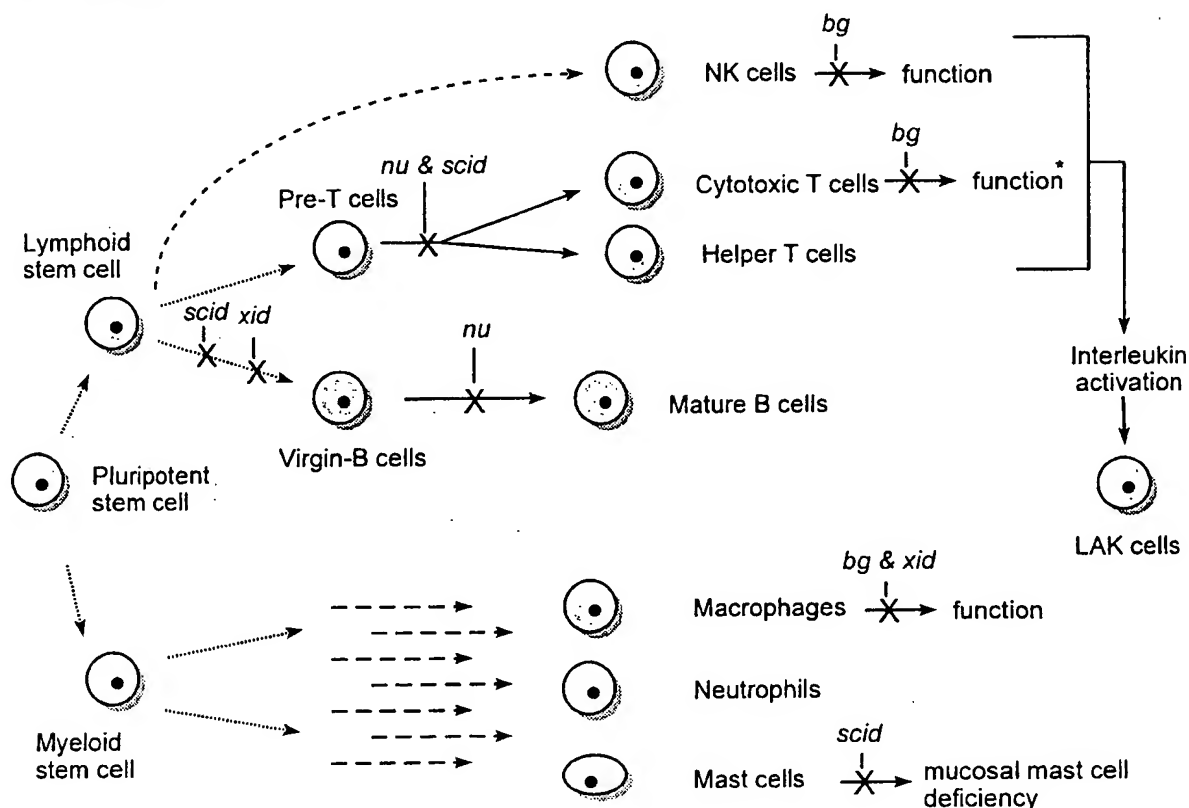 bg
NK cells
function
bg
nu & scid
Cytotoxic T cells
function*
Pre-T cells
Helper T cells
Lymphoid
stem cell
scid
xid
nu
Interleukin
activation
Mature B cells
Virgin-B cells
Pluripotent
stem cell
LAK cells
bg & xid
Macrophages
function
Neutrophils
Myeloid
stem cell
scid
Mast cells
mucosal mast cell
deficiency